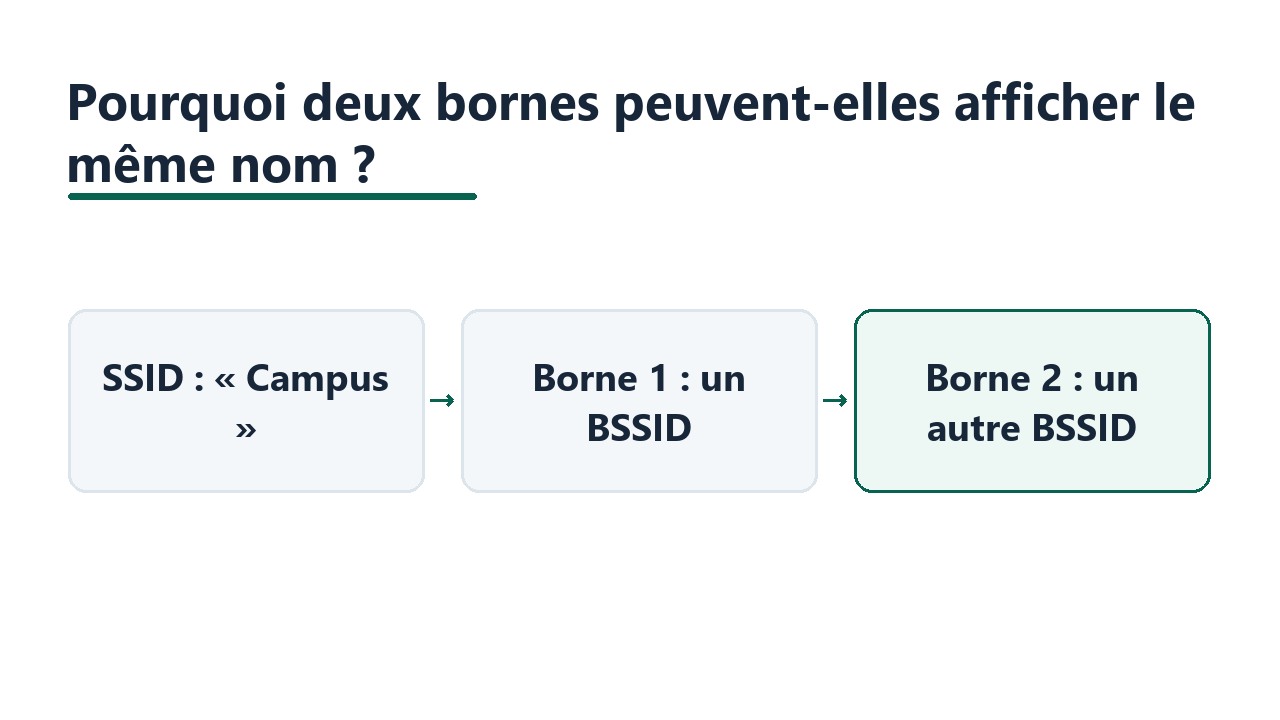 Pourquoi deux bornes peuvent-elles afficher le
même nom ?
SSID : « Campus
»
→
Borne 1 : un
BSSID
→
Borne 2 : un
autre BSSID